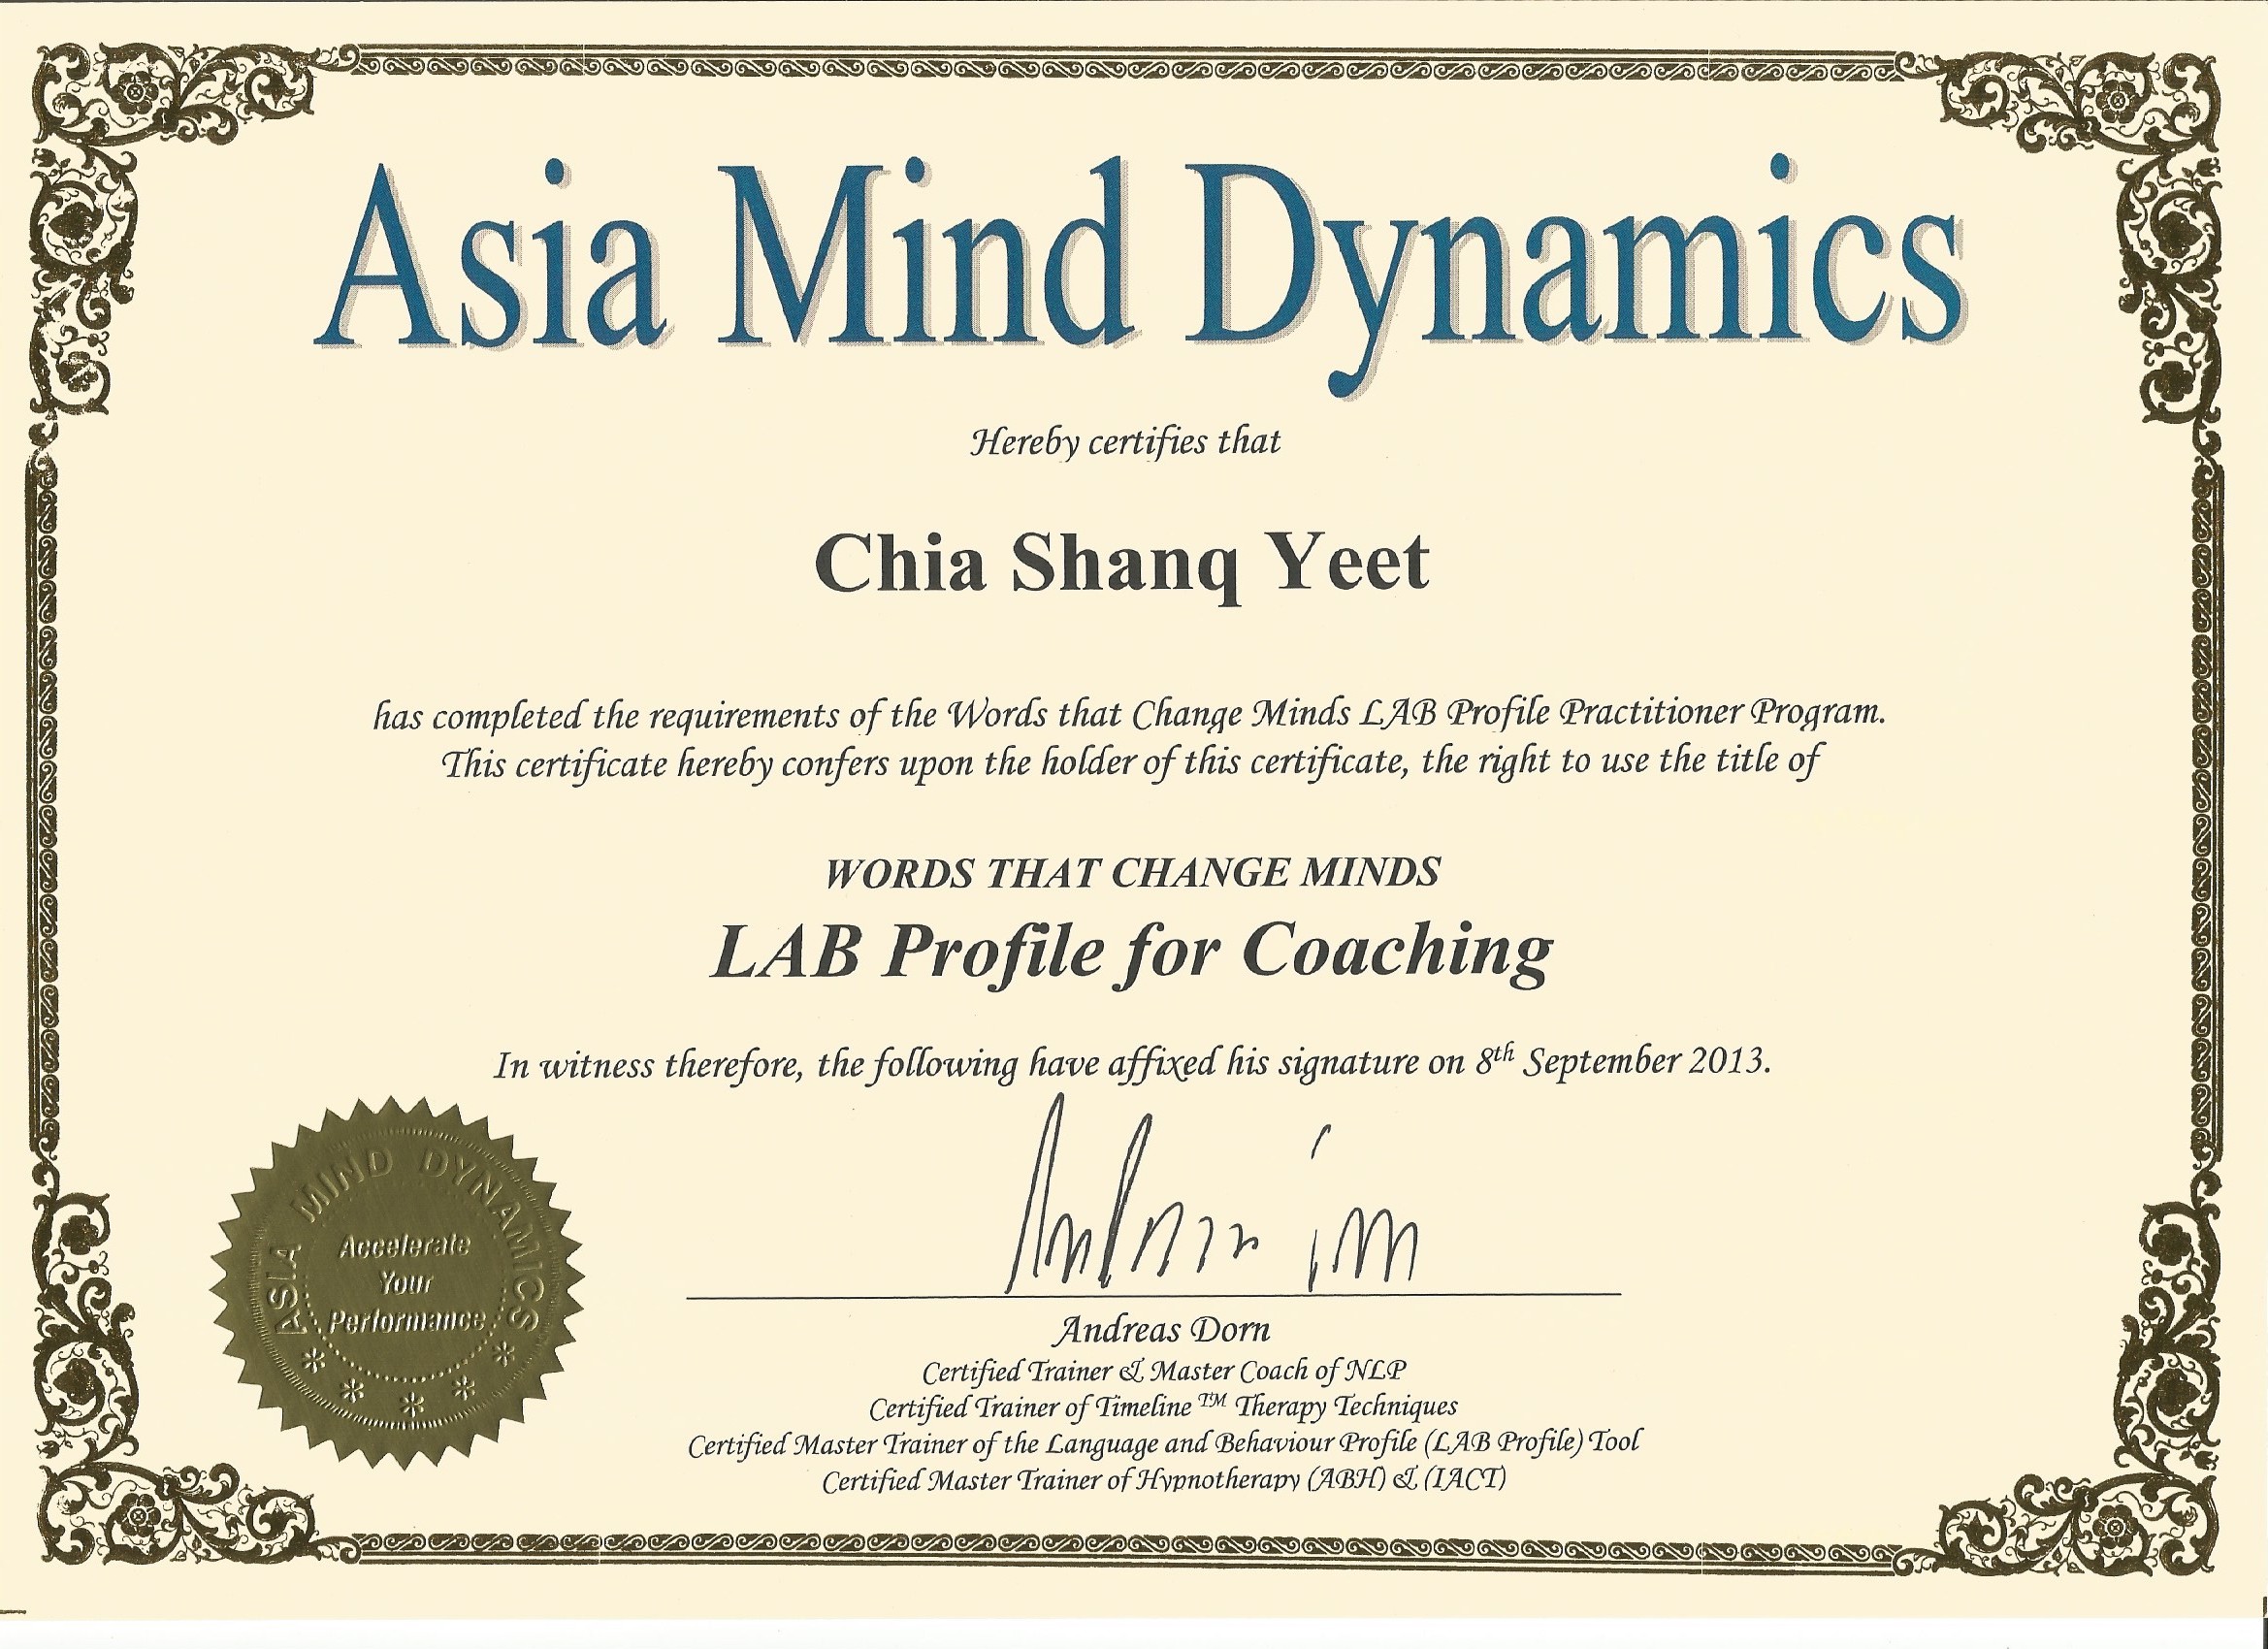 Asia Mind Dynamics
Hereby certifies that
Chia Shanq Yeet
has completed the requirements of the Words that Change Minds LAB Profile Practitioner Program.
This certificate hereby confers upon the holder of this certificate, the right to use the title of
WORDS THAT CHANGE MINDS
LAB Profile for Coaching
In witness therefore, the following have affixed his signature on 8th September 2013.
ASIA MIND DYNAMICS
Accelerate
Your
Performance
* * * * *
Andreas Dorn
Certified Trainer & Master Coach of NLP
Certified Trainer of Timeline ™ Therapy Techniques
Certified Master Trainer of the Language and Behaviour Profile (LAB Profile) Tool
Certified Master Trainer of Hypnotherapy (ABH) & (IACT)